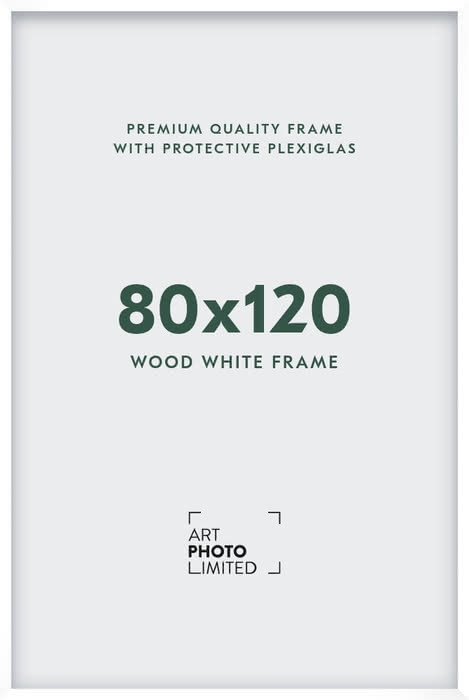 PREMIUM QUALITY FRAME
WITH PROTECTIVE PLEXIGLAS
80x120
WOOD WHITE FRAME
ART
PHOTO
LIMITED